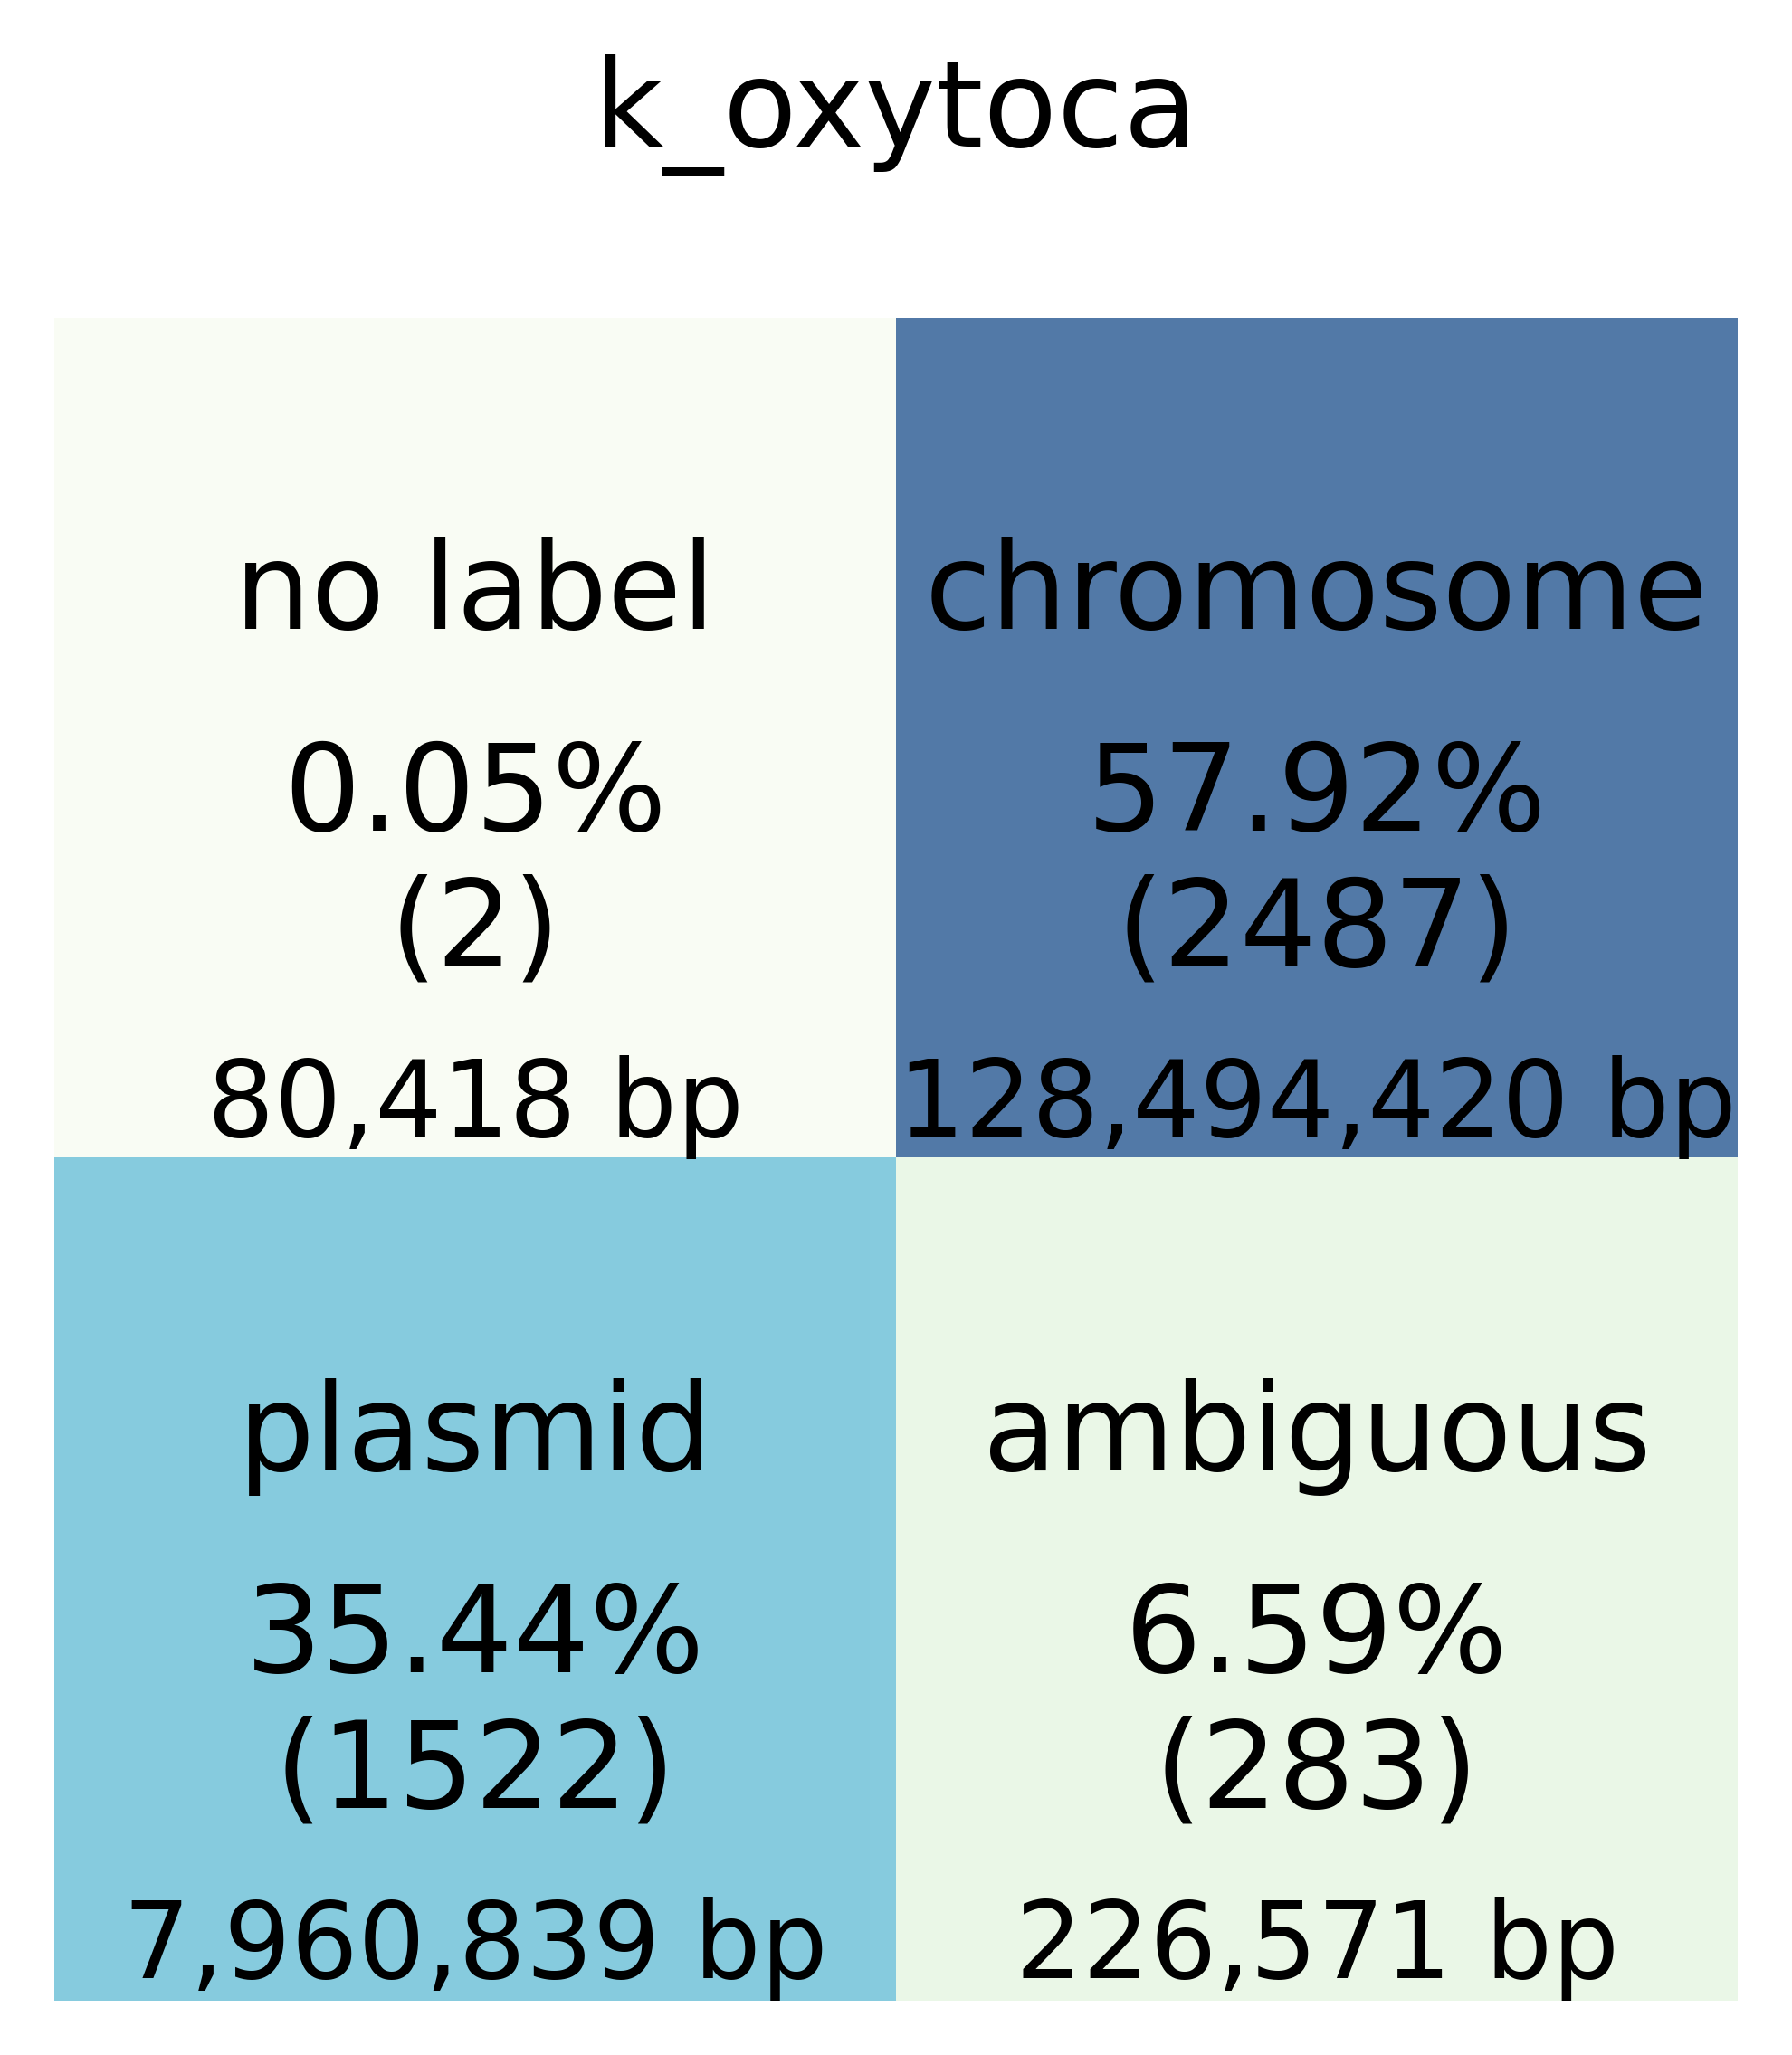 k_oxytoca
no label
0.05%
(2)
80,418 bp
chromosome
57.92%
(2487)
128,494,420 bp
plasmid
35.44%
(1522)
7,960,839 bp
ambiguous
6.59%
(283)
226,571 bp